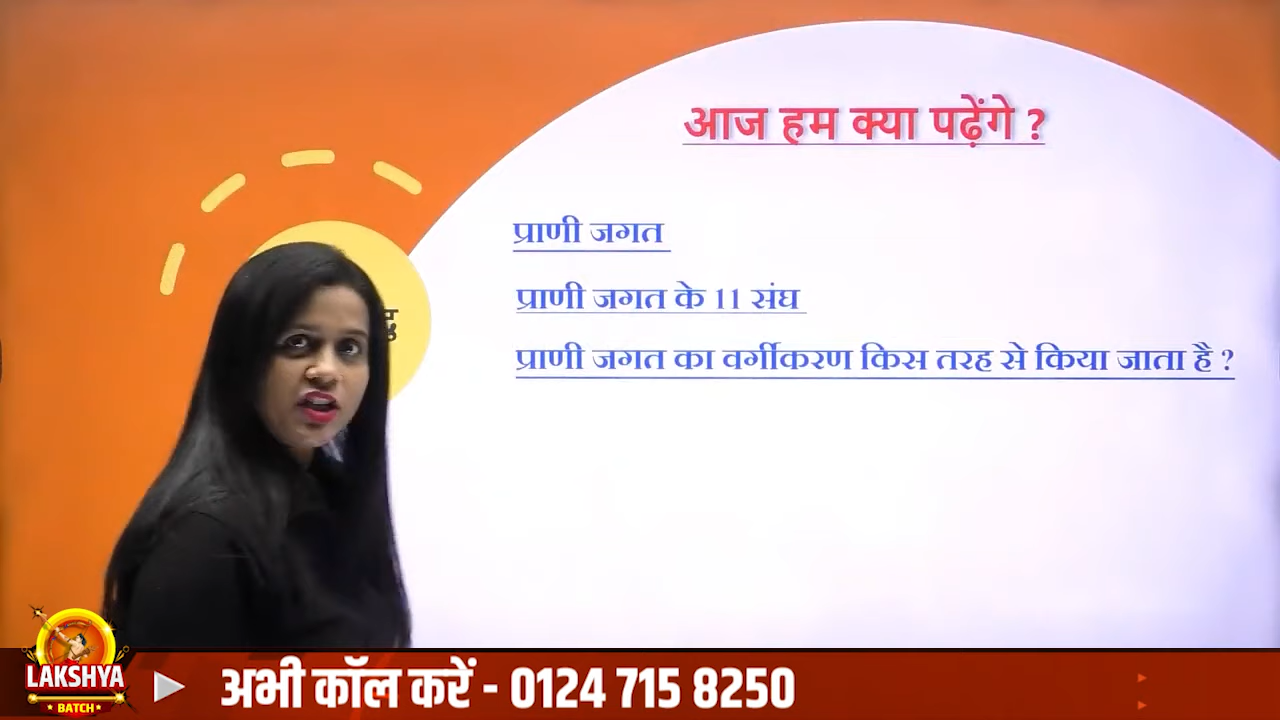 आज हम क्या पढ़ेंगे ?
प्राणी जगत
प्राणी जगत के 11 संघ
प्राणी जगत का वर्गीकरण किस तरह से किया जाता है ?
LAKSHYA
BATCH
अभी कॉल करें - 0124 715 8250